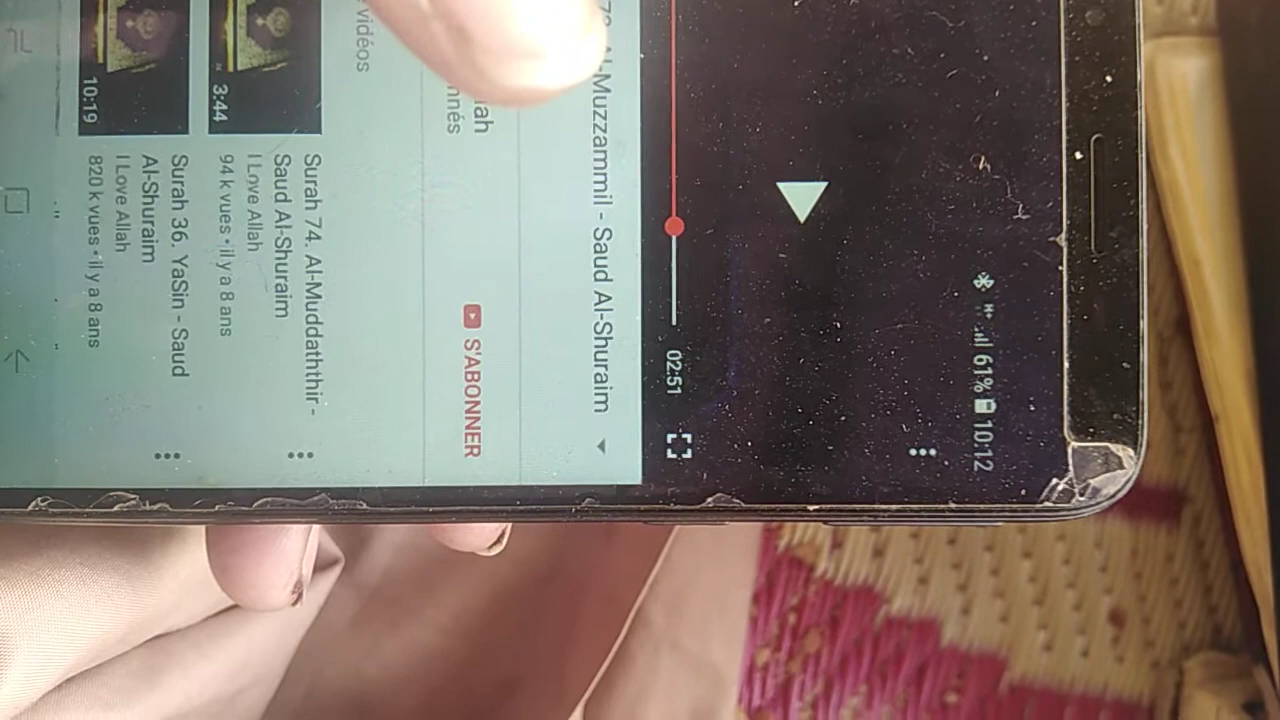 61% 10:12
02:51
Al-Muzzammil - Saud Al-Shuraim
S'ABONNER
vidéos
3:44
Surah 74. Al-Muddaththir -
Saud Al-Shuraim
I Love Allah
94 k vues • il y a 8 ans
10:19
Surah 36. YaSin - Saud
Al-Shuraim
I Love Allah
820 k vues • il y a 8 ans